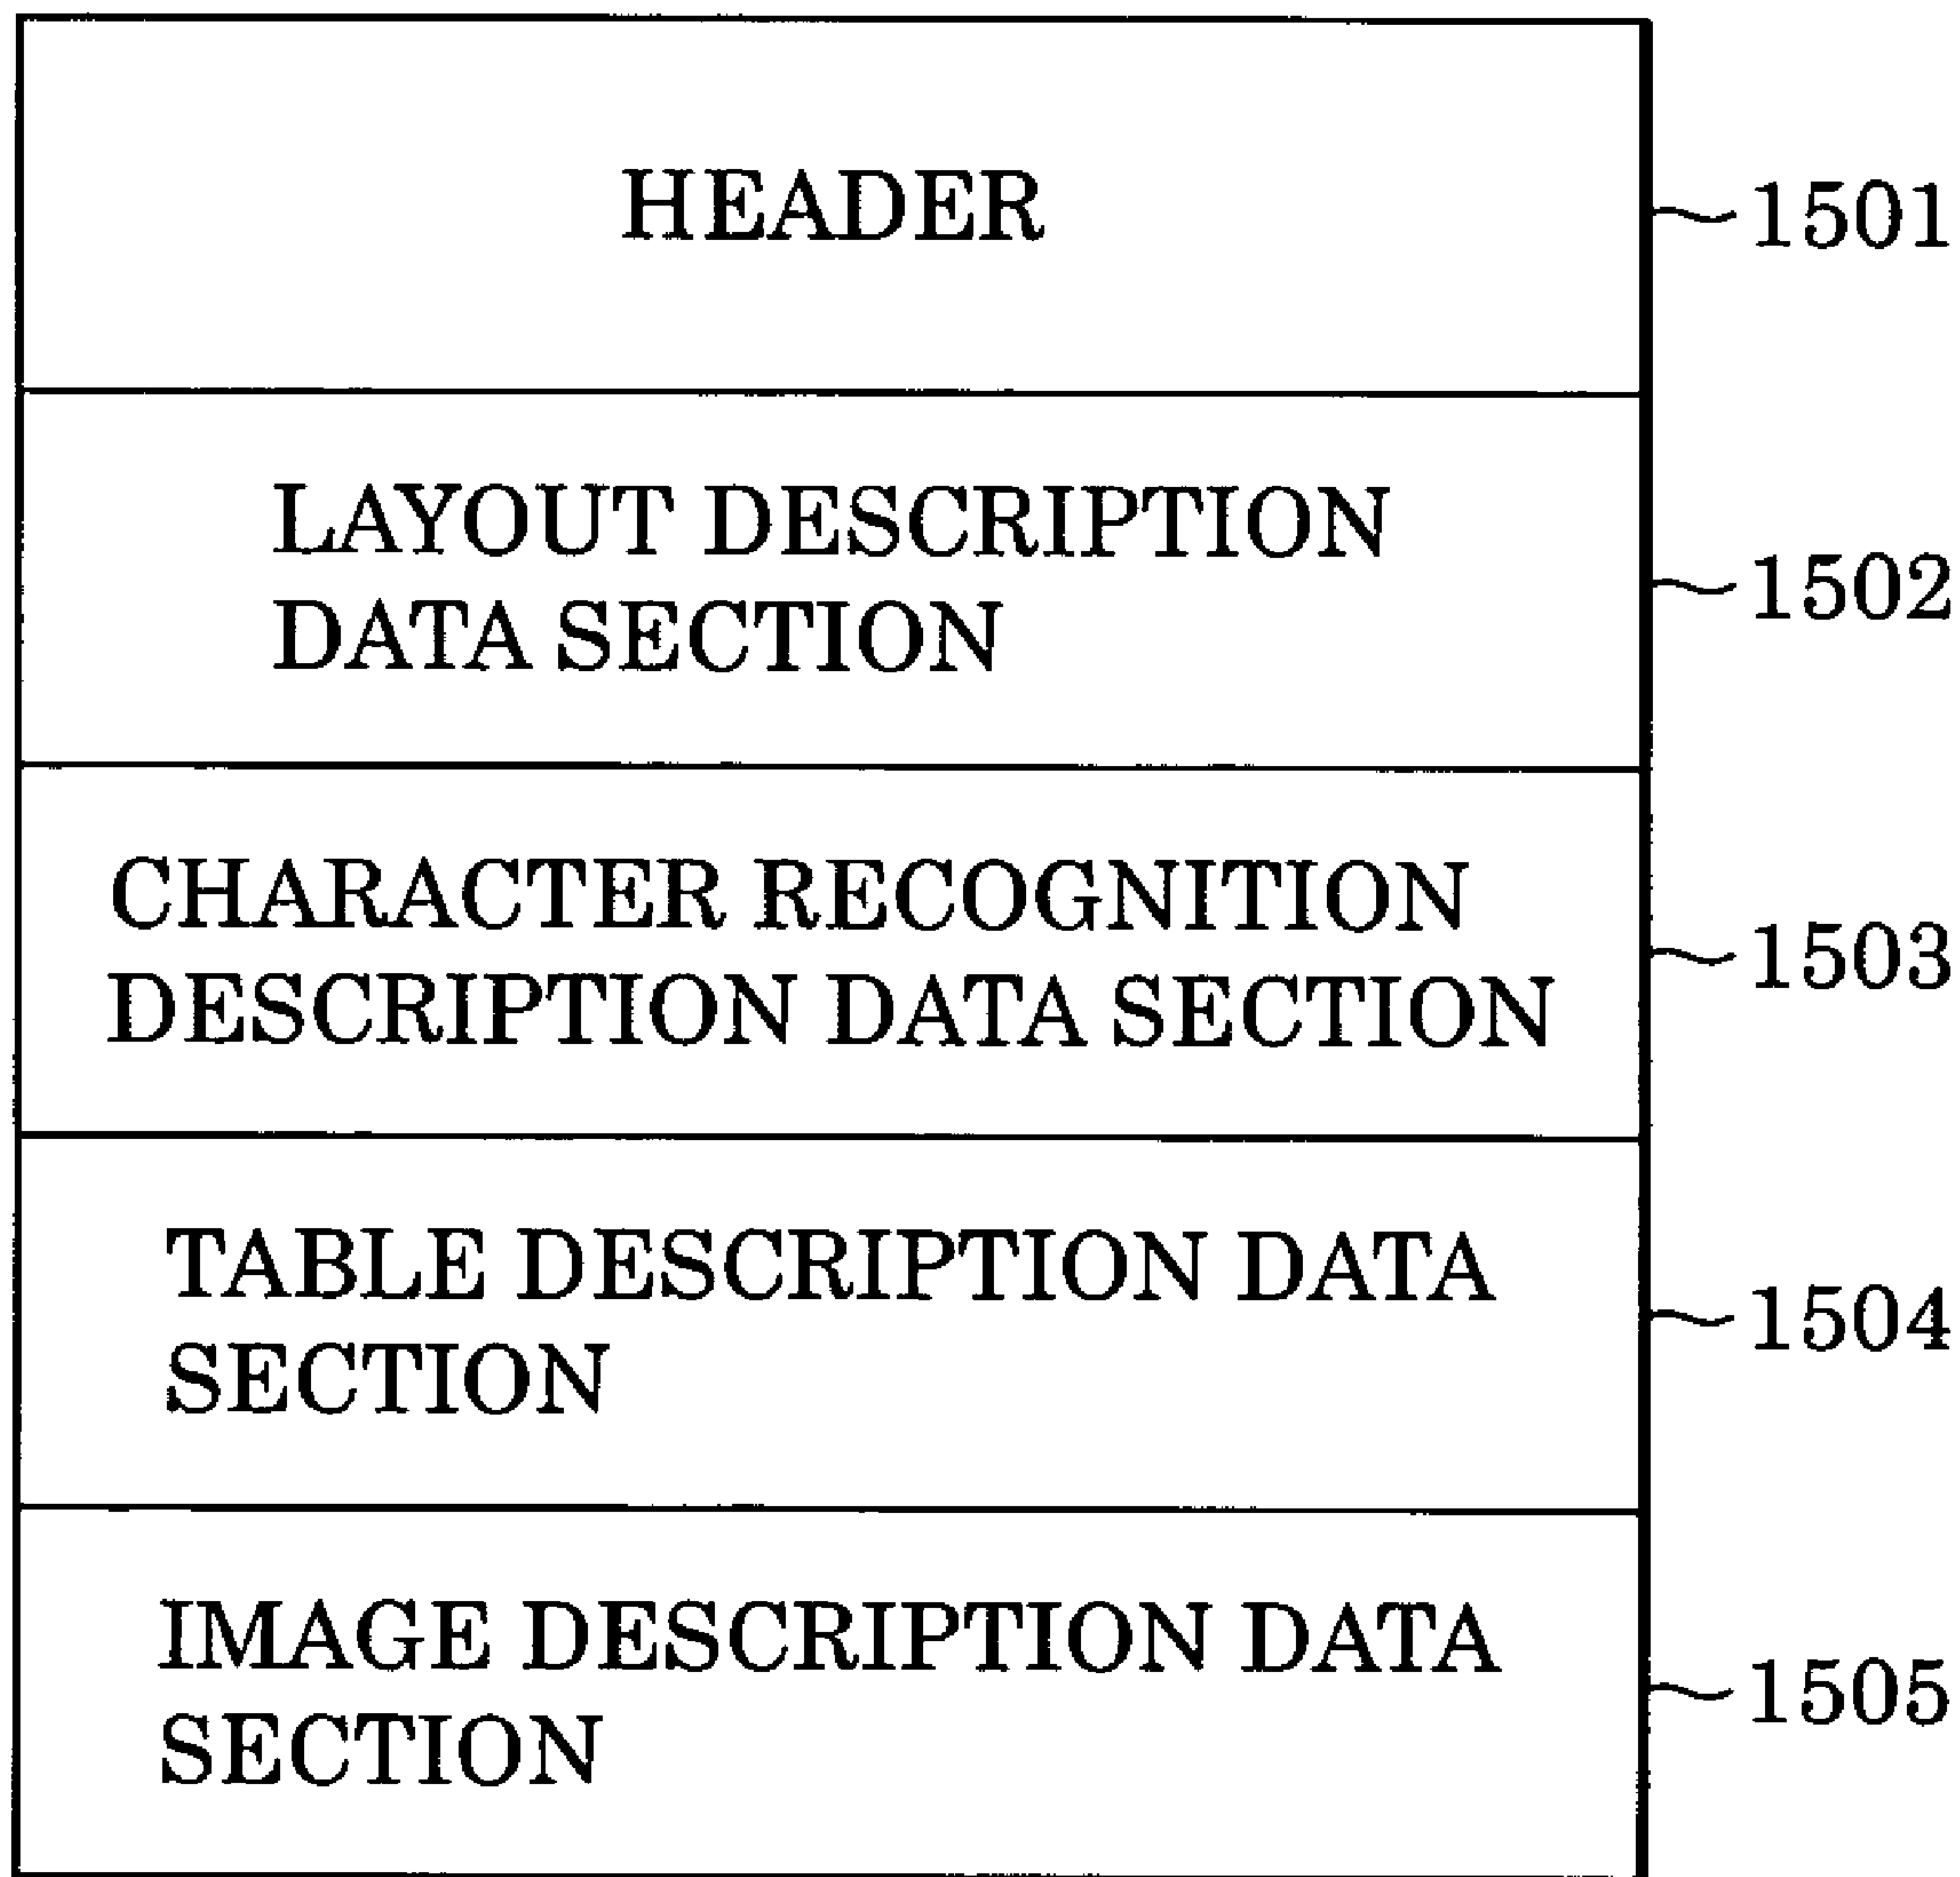 HEADER
1501
LAYOUT DESCRIPTION
DATA SECTION
1502
CHARACTER RECOGNITION
DESCRIPTION DATA SECTION
1503
TABLE DESCRIPTION DATA
SECTION
1504
IMAGE DESCRIPTION DATA
SECTION
1505